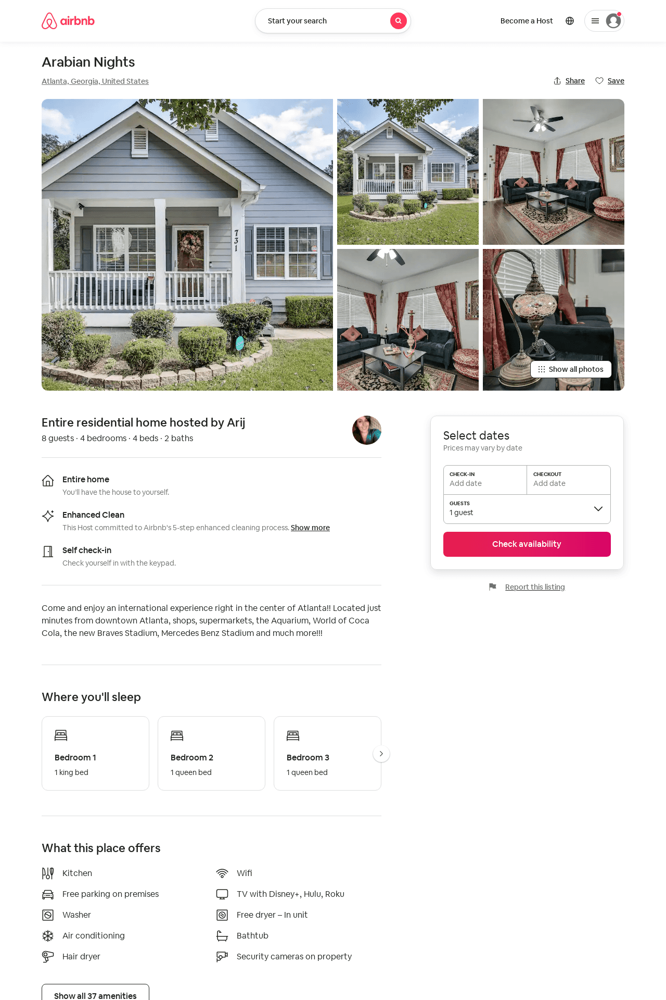 airbnb
Start your search
Become a Host
Arabian Nights
Atlanta, Georgia, United States
Share
Save
731
Show all photos
Entire residential home hosted by Arij
8 guests · 4 bedrooms · 4 beds · 2 baths
Entire home
You'll have the house to yourself.
Enhanced Clean
This Host committed to Airbnb's 5-step enhanced cleaning process. Show more
Self check-in
Check yourself in with the keypad.
Select dates
Prices may vary by date
CHECK-IN
Add date
CHECKOUT
Add date
GUESTS
1 guest
Check availability
Report this listing
Come and enjoy an international experience right in the center of Atlanta!! Located just
minutes from downtown Atlanta, shops, supermarkets, the Aquarium, World of Coca
Cola, the new Braves Stadium, Mercedes Benz Stadium and much more!!!
Where you'll sleep
Bedroom 1
1 king bed
Bedroom 2
1 queen bed
Bedroom 3
1 queen bed
What this place offers
Kitchen
Wifi
Free parking on premises
TV with Disney+, Hulu, Roku
Washer
Free dryer – In unit
Air conditioning
Bathtub
Hair dryer
Security cameras on property
Show all 37 amenities